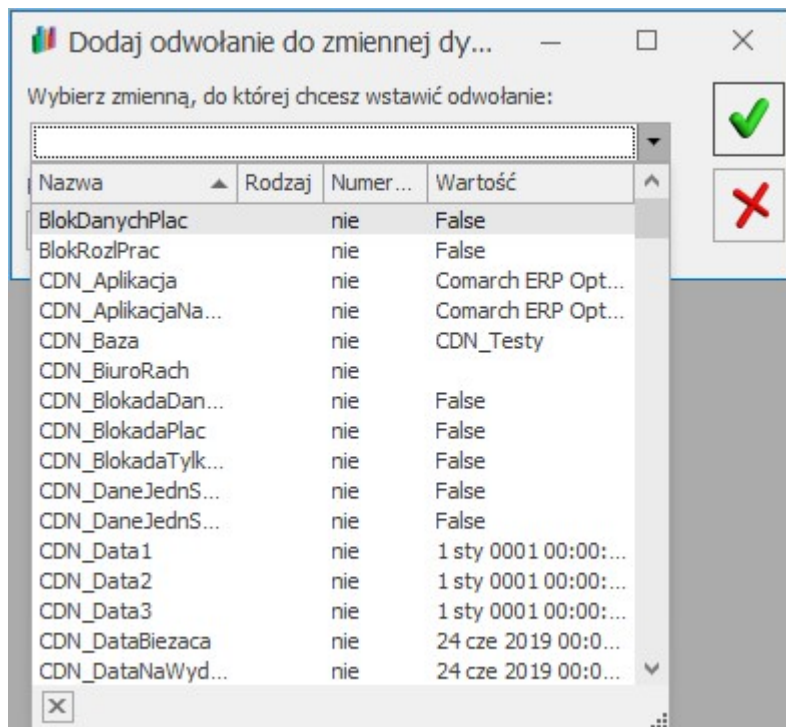 Dodaj odwołanie do zmiennej dy...
Wybierz zmienną, do której chcesz wstawić odwołanie:
Nazwa Rodzaj Numer... Wartość
BlokDanychPlac nie False
BlokRozlPrac nie False
CDN_Aplikacja nie Comarch ERP Opt...
CDN_AplikacjaNa... nie Comarch ERP Opt...
CDN_Baza nie CDN_Testy
CDN_BiuroRach nie
CDN_BlokadaDan... nie False
CDN_BlokadaPlac nie False
CDN_BlokadaTylk... nie False
CDN_DaneJednS... nie False
CDN_DaneJednS... nie False
CDN_Data1 nie 1 sty 0001 00:00:...
CDN_Data2 nie 1 sty 0001 00:00:...
CDN_Data3 nie 1 sty 0001 00:00:...
CDN_DataBiezaca nie 24 cze 2019 00:0...
CDN_DataNaWyd... nie 24 cze 2019 00:0...